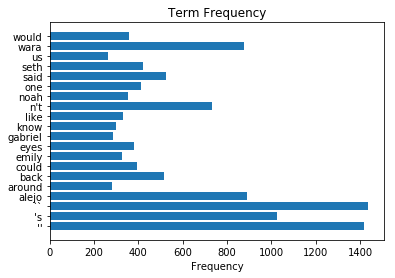 Term Frequency
would
wara
us
seth
said
one
noah
n't
like
know
gabriel
eyes
emily
could
back
around
alejo
``
's
''
0 200 400 600 800 1000 1200 1400
Frequency